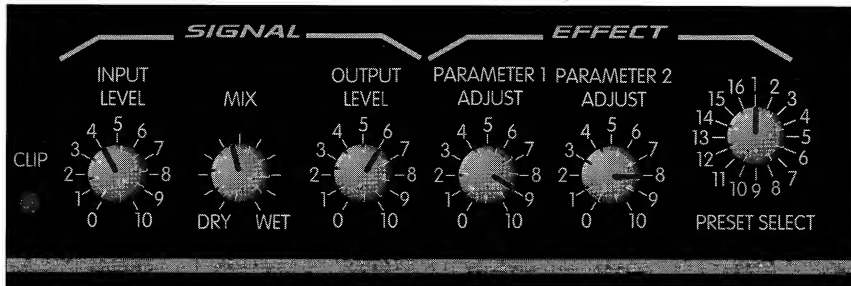 SIGNAL
EFFECT
INPUT LEVEL
MIX
OUTPUT LEVEL
PARAMETER 1 ADJUST
PARAMETER 2 ADJUST
CLIP
0 1 2 3 4 5 6 7 8 9 10
DRY WET
0 1 2 3 4 5 6 7 8 9 10
0 1 2 3 4 5 6 7 8 9 10
0 1 2 3 4 5 6 7 8 9 10
1 2 3 4 5 6 7 8 9 10 11 12 13 14 15 16
PRESET SELECT